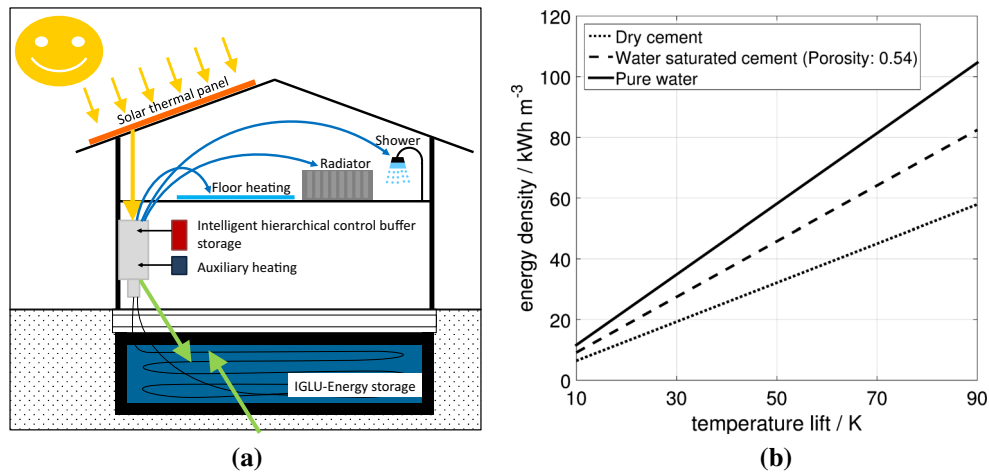 Solar thermal panel
Shower
Radiator
Floor heating
Intelligent hierarchical control buffer
storage
Auxiliary heating
IGLU-Energy storage
(a)
energy density / kWh m-3
120
100
80
60
40
20
0
Dry cement
Water saturated cement (Porosity: 0.54)
Pure water
10
30
50
70
90
temperature lift / K
(b)